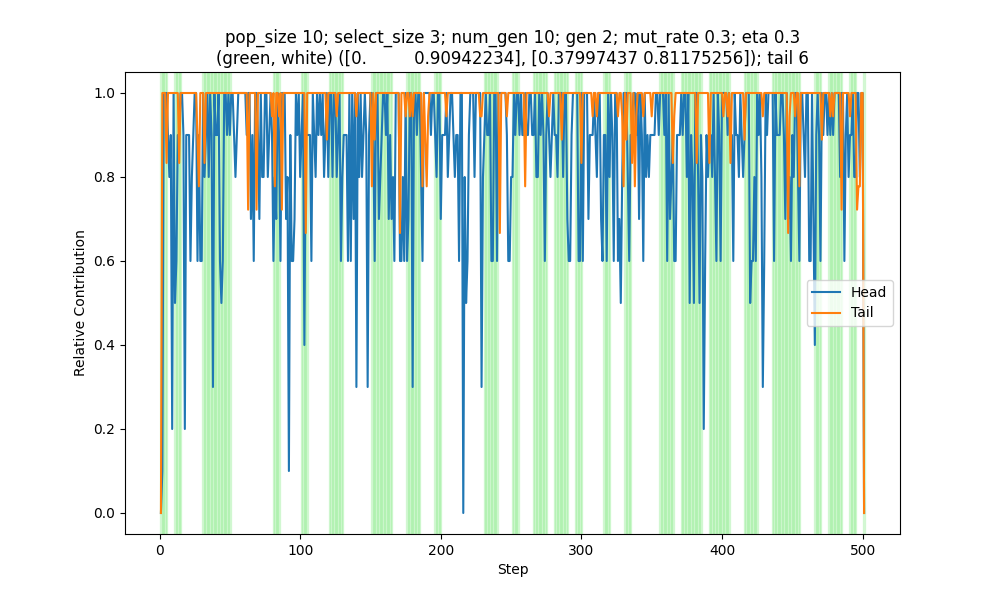 pop_size 10; select_size 3; num_gen 10; gen 2; mut_rate 0.3; eta 0.3
(green, white) ([0.         0.90942234], [0.37997437 0.81175256]); tail 6
1.0
0.8
0.6
0.4
0.2
0.0
Relative Contribution
Head
Tail
0 100 200 300 400 500
Step